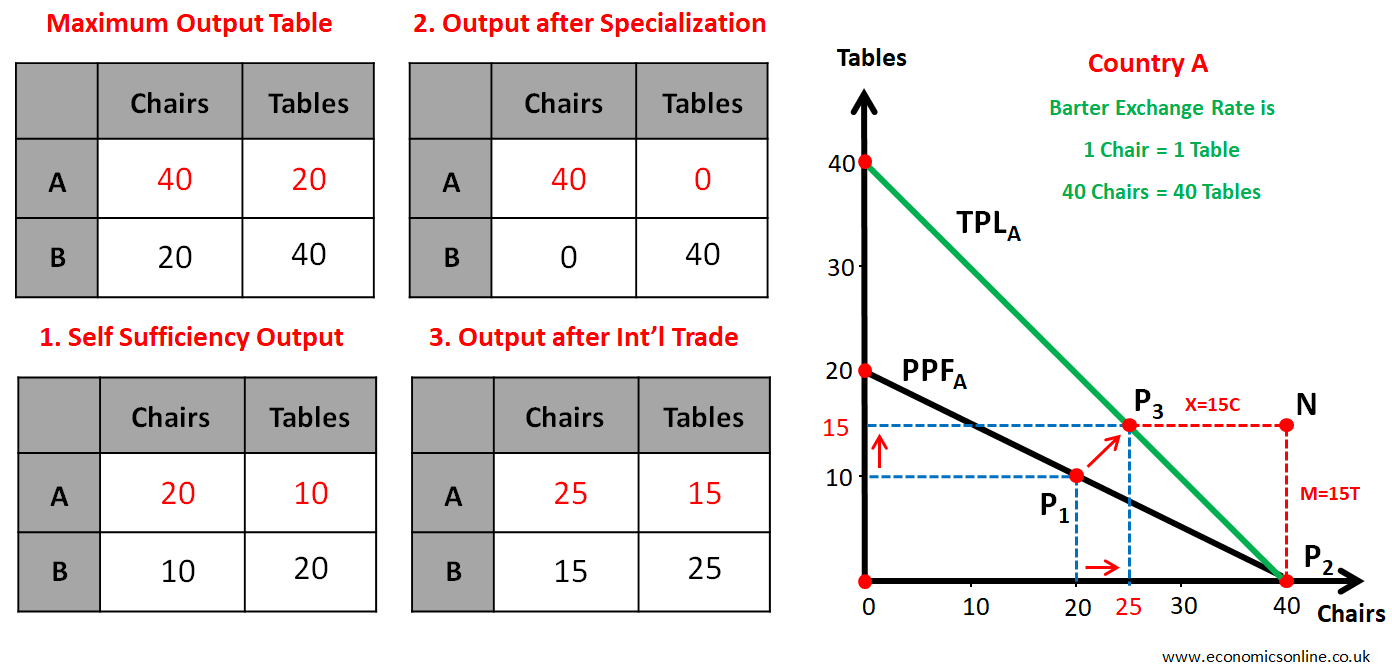 Maximum Output Table
Chairs Tables
A 40 20
B 20 40
2. Output after Specialization
Chairs Tables
A 40 0
B 0 40
1. Self Sufficiency Output
Chairs Tables
A 20 10
B 10 20
3. Output after Int’l Trade
Chairs Tables
A 25 15
B 15 25
Tables
Country A
Barter Exchange Rate is
1 Chair = 1 Table
40 Chairs = 40 Tables
40
TPLA
30
20
PPFA
P3
X=15C
N
15
10
P1
M=15T
P2
0 10 20 25 30 40
Chairs
www.economicsonline.co.uk